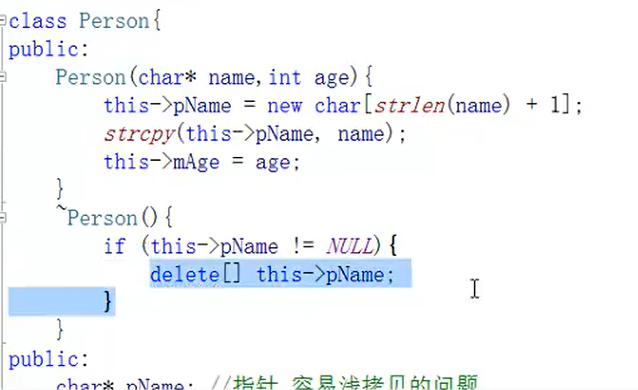 class Person{
public:
Person(char* name,int age){
this->pName = new char[strlen(name) + 1];
strcpy(this->pName, name);
this->mAge = age;
}
~Person(){
if (this->pName != NULL){
delete[] this->pName;
}
}
public:
char* pName; //指针 容易浅拷贝的问题